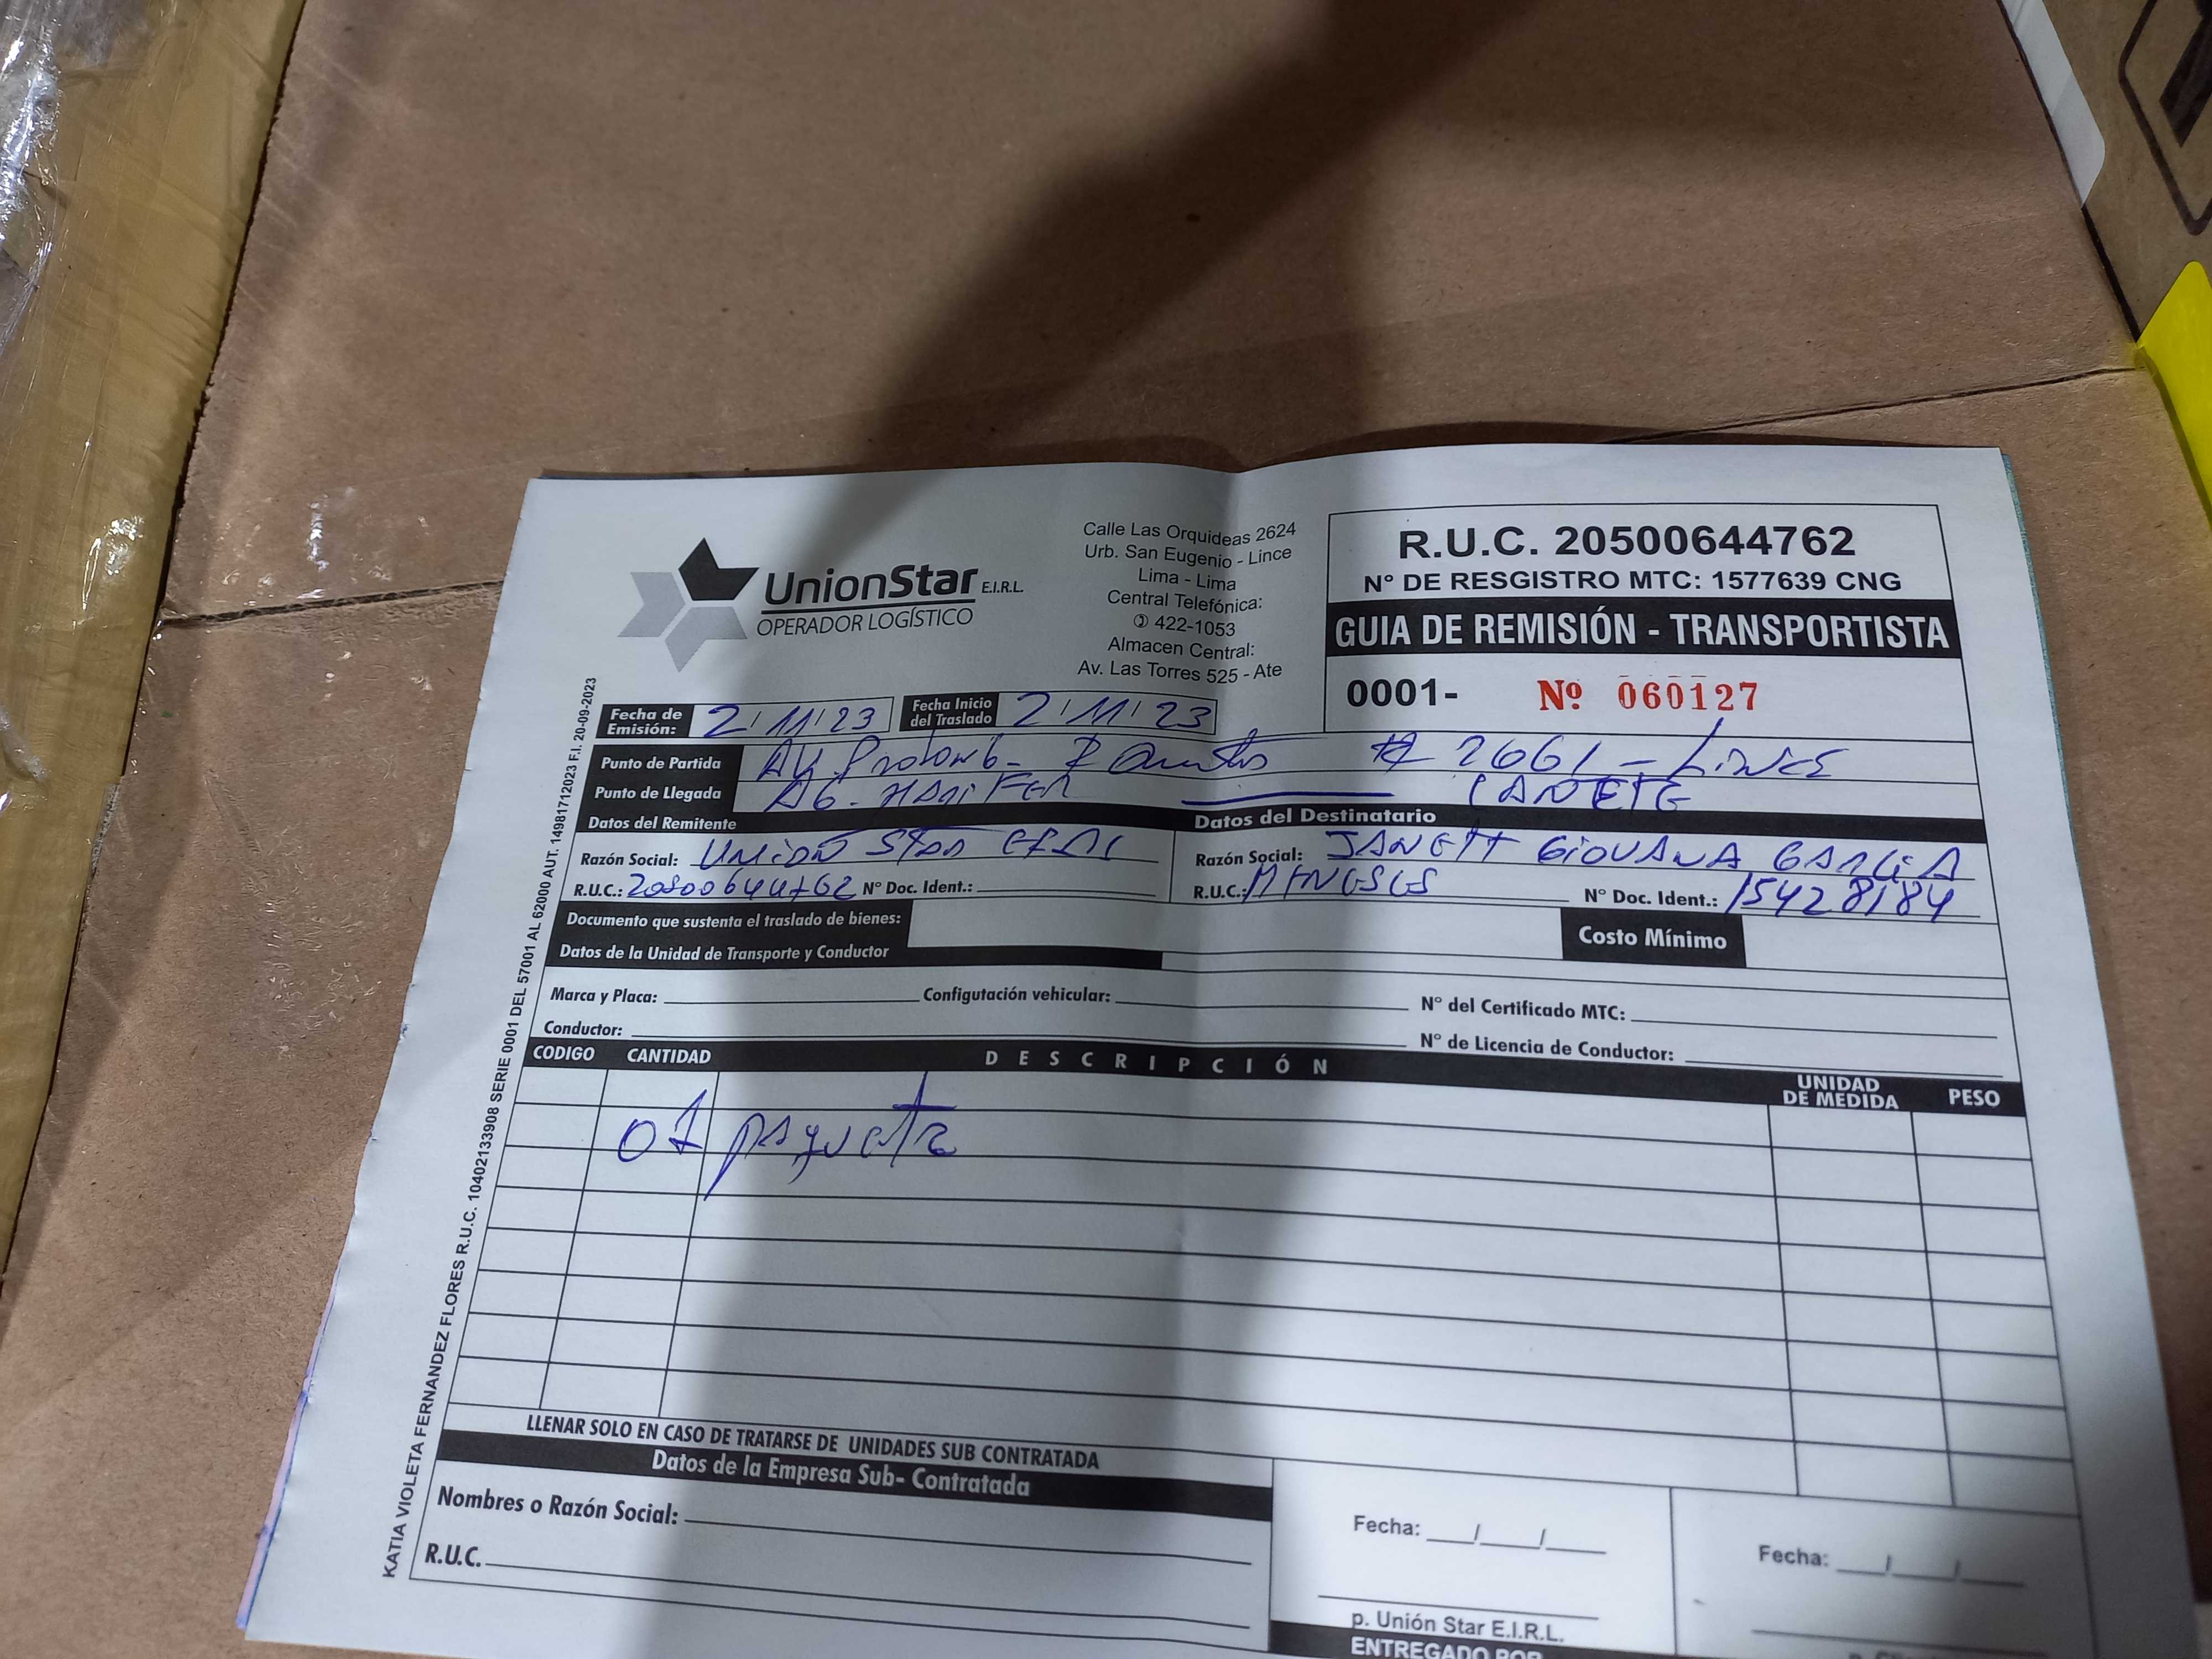 UnionStar E.I.R.L.
OPERADOR LOGÍSTICO
Calle Las Orquideas 2624
Urb. San Eugenio - Lince
Lima - Lima
Central Telefónica:
✆ 422-1053
Almacen Central:
Av. Las Torres 525 - Ate
R.U.C. 20500644762
N° DE RESGISTRO MTC: 1577639 CNG
GUIA DE REMISIÓN - TRANSPORTISTA
0001- Nº 060127
Fecha de Emisión: 2/11/23 Fecha Inicio del Traslado 2/11/23
Punto de Partida Av Prolong- # 2661 - LINCE
Punto de Llegada AG. CAÑETE
Datos del Remitente Datos del Destinatario
Razón Social: UNION STAR EIRL Razón Social: JANETT GIOVANA GARCIA
R.U.C.: 20500644762 N° Doc. Ident.: R.U.C.: N° Doc. Ident.: 15428184
Documento que sustenta el traslado de bienes: Costo Mínimo
Datos de la Unidad de Transporte y Conductor
Marca y Placa: Configutación vehicular: N° del Certificado MTC:
Conductor: N° de Licencia de Conductor:
CODIGO CANTIDAD DESCRIPCIÓN UNIDAD DE MEDIDA PESO
01 paquete
LLENAR SOLO EN CASO DE TRATARSE DE UNIDADES SUB CONTRATADA
Datos de la Empresa Sub- Contratada
Nombres o Razón Social:
R.U.C.
Fecha: / /
p. Unión Star E.I.R.L.
ENTREGADO POR
Fecha: / /
KATIA VIOLETA FERNANDEZ FLORES R.U.C. 10402133908 SERIE 0001 DEL 57001 AL 62000 AUT. 14981712023 F.I. 20-09-2023